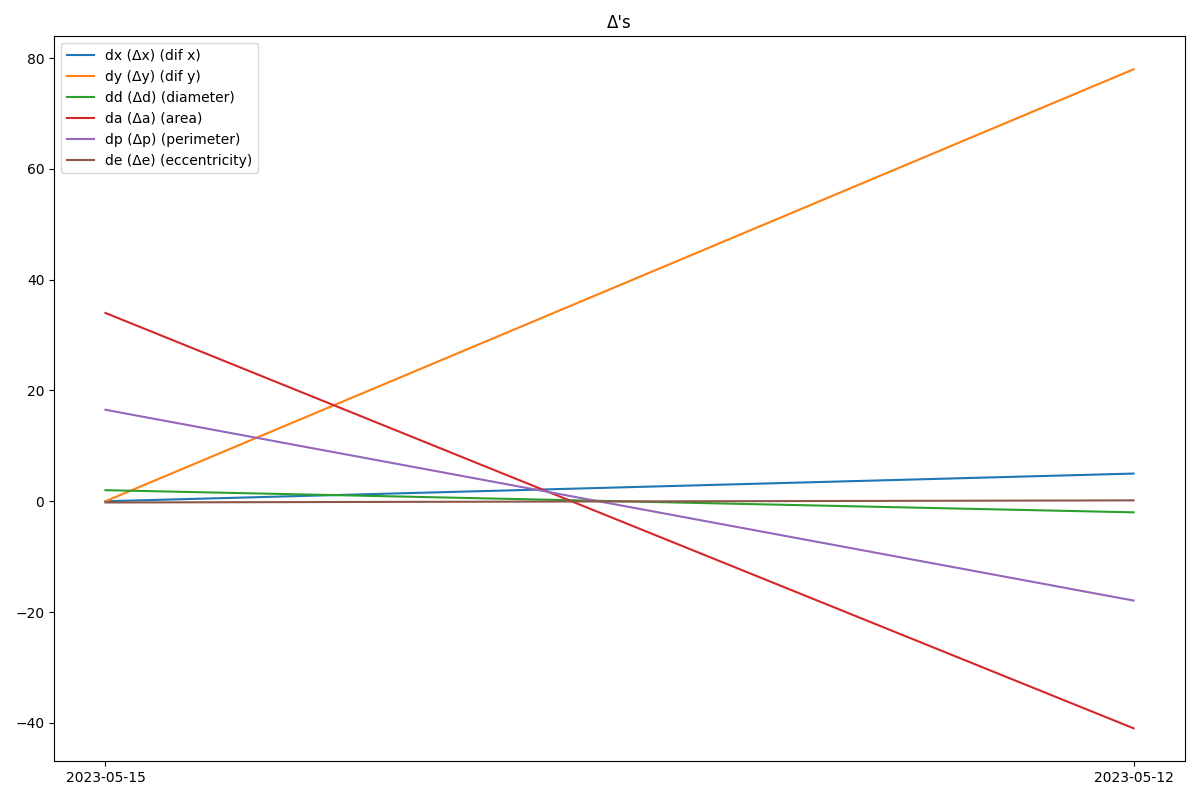 Δ's
dx (Δx) (dif x)
dy (Δy) (dif y)
dd (Δd) (diameter)
da (Δa) (area)
dp (Δp) (perimeter)
de (Δe) (eccentricity)
80
60
40
20
0
−20
−40
2023-05-15
2023-05-12